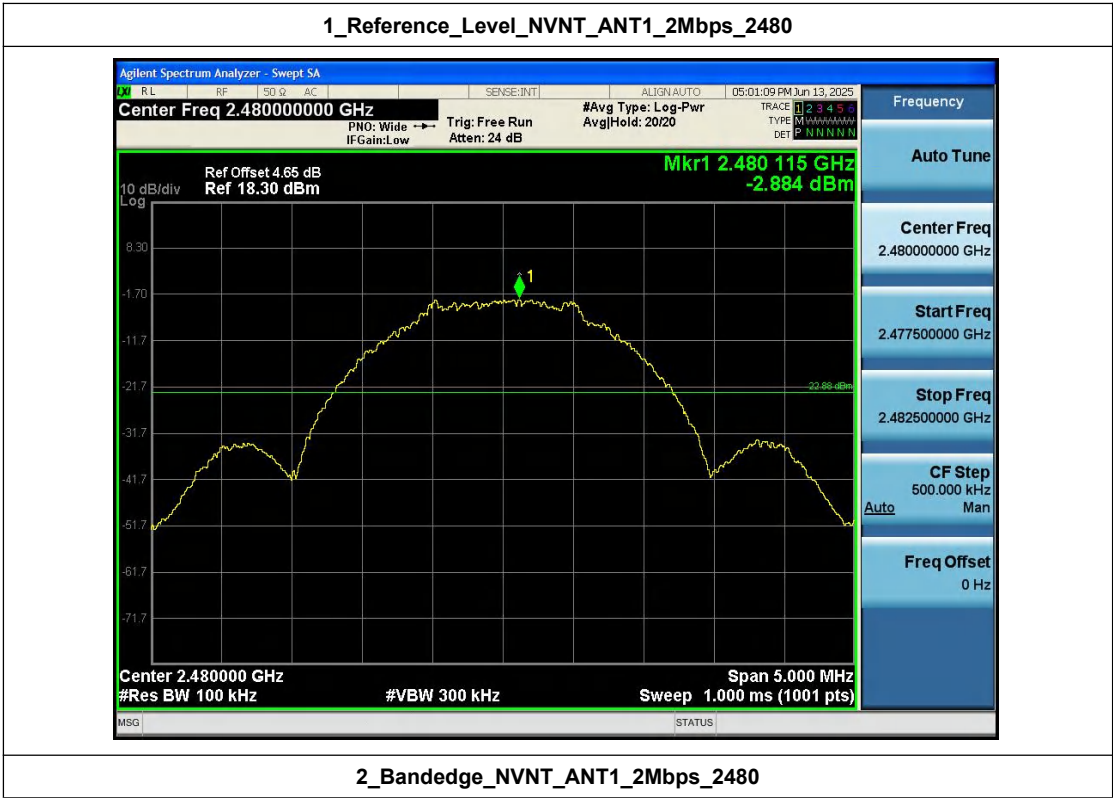 1_Reference_Level_NVNT_ANT1_2Mbps_2480
Agilent Spectrum Analyzer - Swept SA
LXI RL RF 50 Ω AC SENSE:INT ALIGN AUTO 05:01:09 PM Jun 13, 2025
Center Freq 2.480000000 GHz
PNO: Wide
IFGain:Low
Trig: Free Run
Atten: 24 dB
#Avg Type: Log-Pwr
Avg|Hold: 20/20
TRACE 1 2 3 4 5 6
TYPE M
DET P N N N N N
Mkr1 2.480 115 GHz
-2.884 dBm
Ref Offset 4.65 dB
10 dB/div Ref 18.30 dBm
Log
8.30
-1.70
-11.7
-21.7
-31.7
-41.7
-51.7
-61.7
-71.7
1
22.88 dBm
Center 2.480000 GHz Span 5.000 MHz
#Res BW 100 kHz #VBW 300 kHz Sweep 1.000 ms (1001 pts)
MSG STATUS
Frequency
Auto Tune
Center Freq
2.480000000 GHz
Start Freq
2.477500000 GHz
Stop Freq
2.482500000 GHz
CF Step
500.000 kHz
Auto Man
Freq Offset
0 Hz
2_Bandedge_NVNT_ANT1_2Mbps_2480